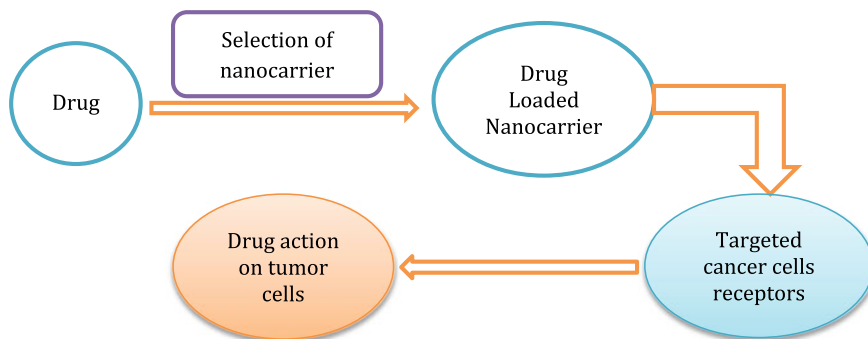 Selection of
nanocarrier
Drug
Drug
Loaded
Nanocarrier
Drug action
on tumor
cells
Targeted
cancer cells
receptors